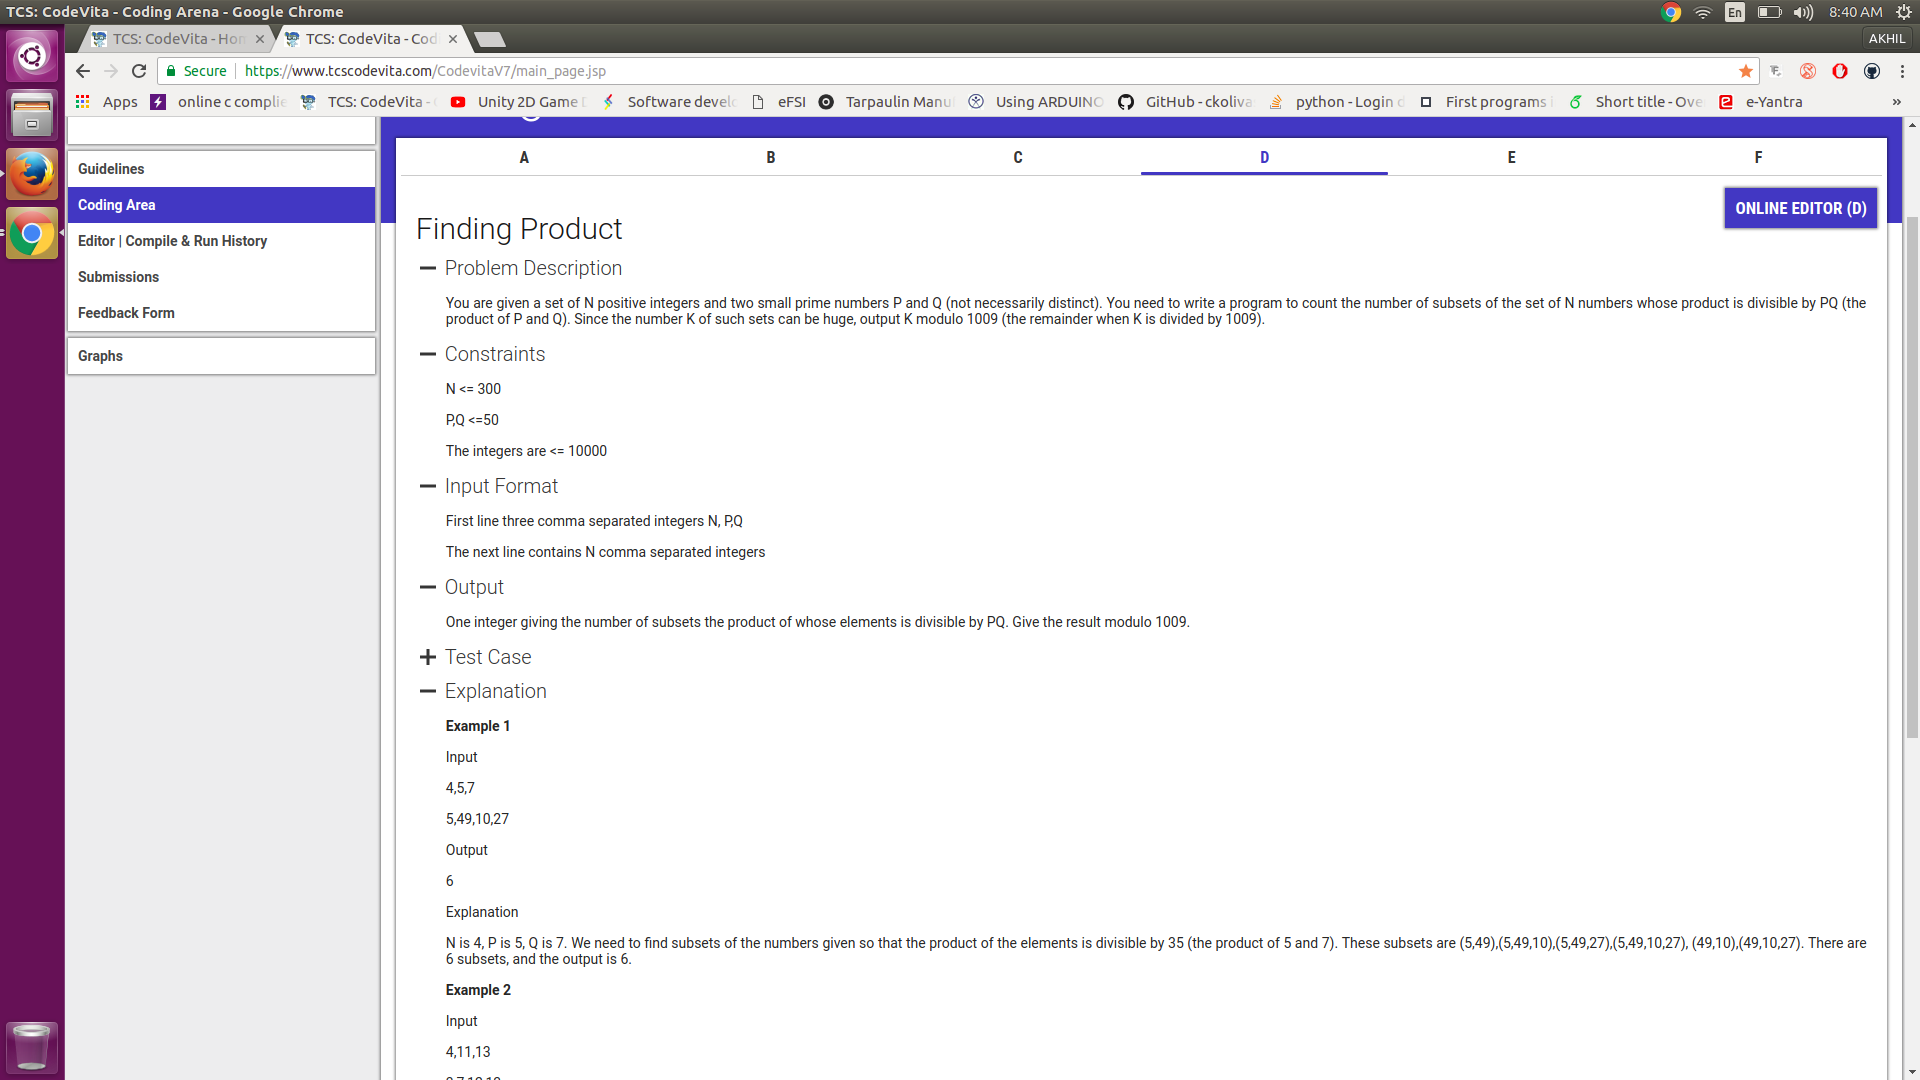 TCS: CodeVita - Coding Arena - Google Chrome
En
8:40 AM
TCS: CodeVita - Hon
TCS: CodeVita - Cod
AKHIL
Secure
https://www.tcscodevita.com/CodevitaV7/main_page.jsp
Apps
online c complie
TCS: CodeVita -
Unity 2D Game
Software develo
eFSI
Tarpaulin Manu
Using ARDUINO
GitHub - ckoliva
python - Login
First programs
Short title - Ove
e-Yantra
»
Guidelines
Coding Area
Editor | Compile & Run History
Submissions
Feedback Form
Graphs
A
B
C
D
E
F
ONLINE EDITOR (D)
Finding Product
Problem Description
You are given a set of N positive integers and two small prime numbers P and Q (not necessarily distinct). You need to write a program to count the number of subsets of the set of N numbers whose product is divisible by PQ (the
product of P and Q). Since the number K of such sets can be huge, output K modulo 1009 (the remainder when K is divided by 1009).
Constraints
N <= 300
P,Q <=50
The integers are <= 10000
Input Format
First line three comma separated integers N, P,Q
The next line contains N comma separated integers
Output
One integer giving the number of subsets the product of whose elements is divisible by PQ. Give the result modulo 1009.
Test Case
Explanation
Example 1
Input
4,5,7
5,49,10,27
Output
6
Explanation
N is 4, P is 5, Q is 7. We need to find subsets of the numbers given so that the product of the elements is divisible by 35 (the product of 5 and 7). These subsets are (5,49),(5,49,10),(5,49,27),(5,49,10,27), (49,10),(49,10,27). There are
6 subsets, and the output is 6.
Example 2
Input
4,11,13